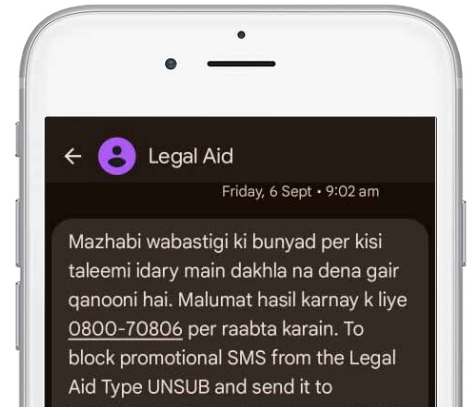 Legal Aid
Friday, 6 Sept • 9:02 am
Mazhabi wabastigi ki bunyad per kisi
taleemi idary main dakhla na dena gair
qanooni hai. Malumat hasil karnay k liye
0800-70806 per raabta karain. To
block promotional SMS from the Legal
Aid Type UNSUB and send it to